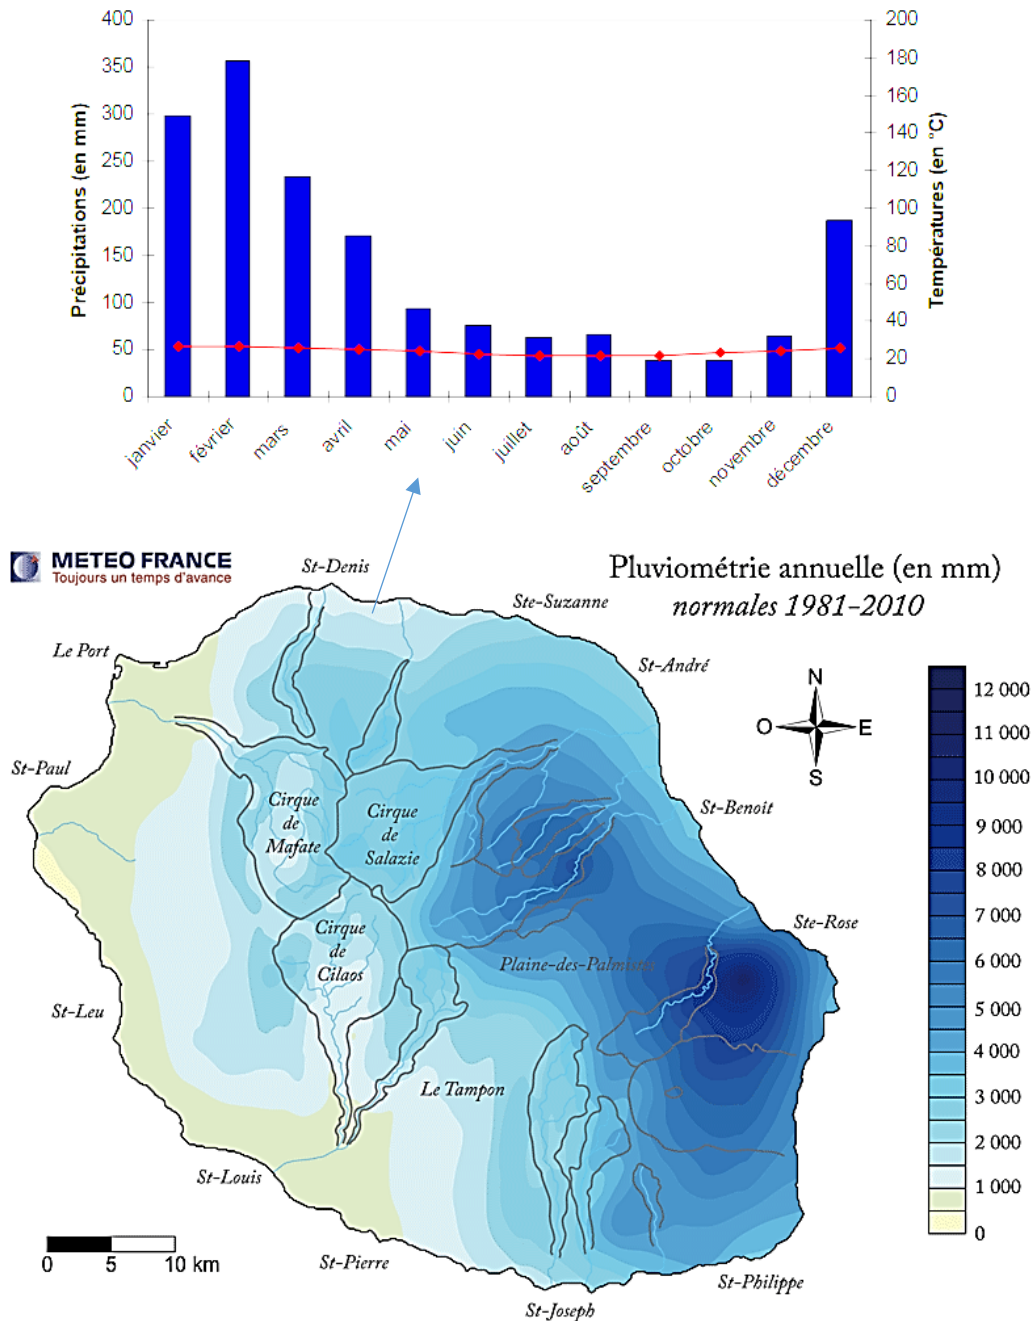 400
350
300
250
200
150
100
50
0
Précipitations (en mm)
200
180
160
140
120
100
80
60
40
20
0
Températures (en °C)
janvier
février
mars
avril
mai
juin
juillet
août
septembre
octobre
novembre
décembre
METEO FRANCE
Toujours un temps d'avance
Pluviométrie annuelle (en mm)
normales 1981-2010
St-Denis
Ste-Suzanne
Le Port
St-André
N
O
E
S
St-Paul
Cirque
de
Mafate
Cirque
de
Salazie
St-Benoît
Cirque
de
Cilaos
Ste-Rose
Plaine-des-Palmistes
St-Leu
Le Tampon
St-Louis
St-Pierre
St-Philippe
St-Joseph
0 5 10 km
12 000
11 000
10 000
9 000
8 000
7 000
6 000
5 000
4 000
3 000
2 000
1 000
0